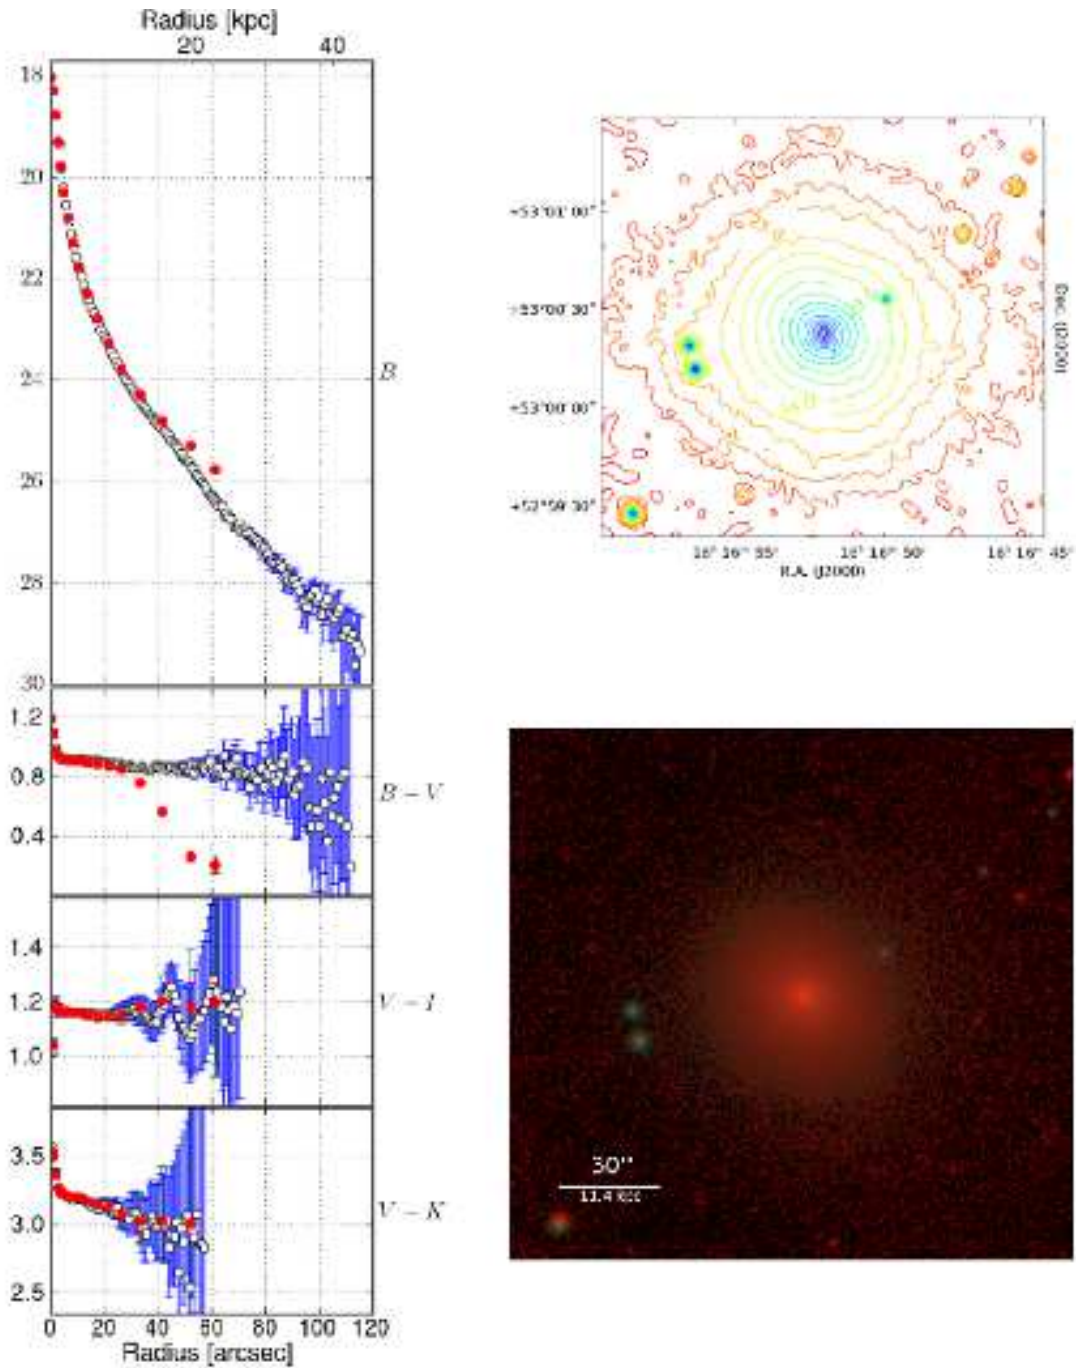 Radius [kpc]
20 40
18
20
22
24
26
28
30
B
1.2
0.8
0.4
B − V
1.4
1.2
1.0
V − I
3.5
3.0
2.5
V − K
0 20 40 60 80 100 120
Radius [arcsec]
+53°01' 00"
+53°00' 30"
+53°00' 00"
+52°59' 30"
Dec. (J2000)
16ʰ 16ᵐ 55ˢ 16ʰ 16ᵐ 50ˢ 16ʰ 16ᵐ 45ˢ
R.A. (J2000)
30''
11.4 kpc